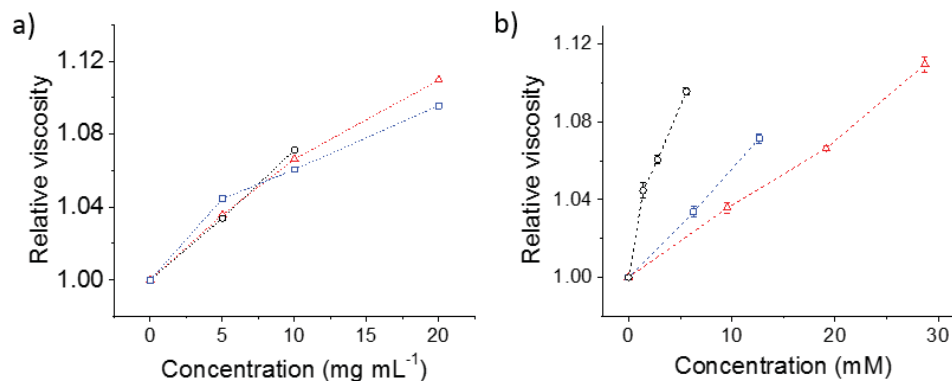 a)
Relative viscosity
1.12
1.08
1.04
1.00
0 5 10 15 20
Concentration (mg mL⁻¹)
b)
Relative viscosity
1.12
1.08
1.04
1.00
0 10 20 30
Concentration (mM)